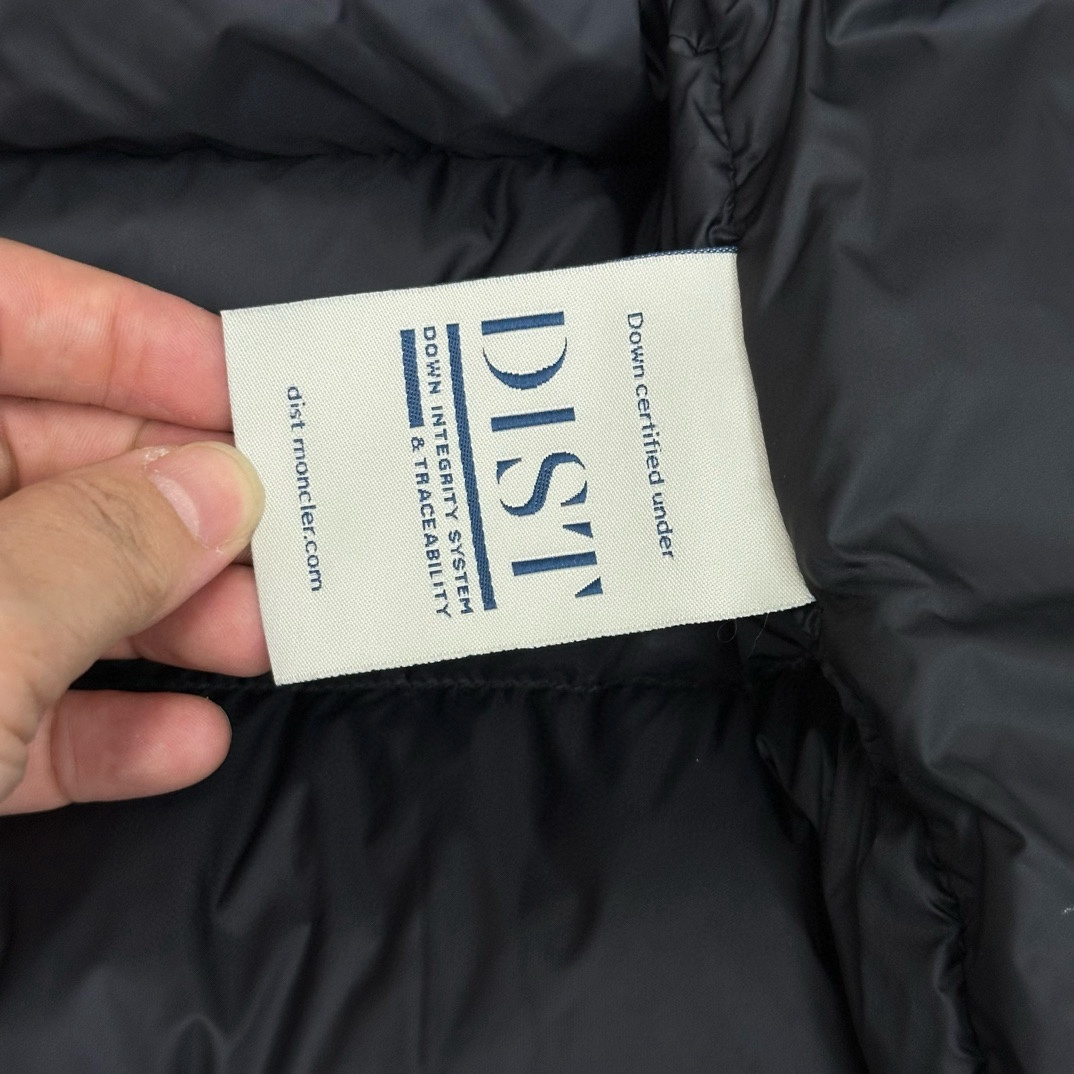 Down certified under
DIST
DOWN INTEGRITY SYSTEM
& TRACEABILITY
dist moncler.com